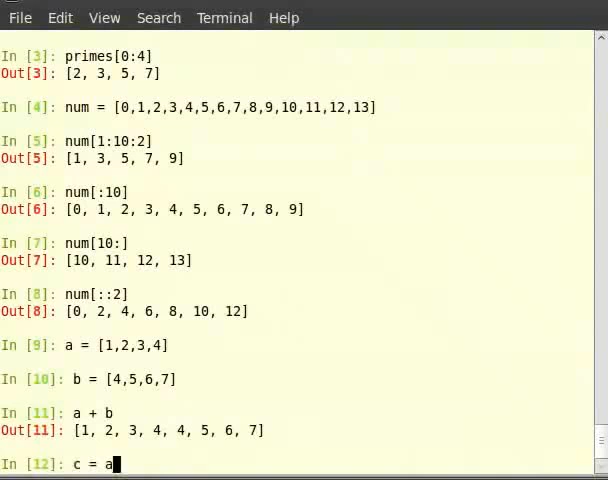 File Edit View Search Terminal Help
In [3]: primes[0:4]
Out[3]: [2, 3, 5, 7]
In [4]: num = [0,1,2,3,4,5,6,7,8,9,10,11,12,13]
In [5]: num[1:10:2]
Out[5]: [1, 3, 5, 7, 9]
In [6]: num[:10]
Out[6]: [0, 1, 2, 3, 4, 5, 6, 7, 8, 9]
In [7]: num[10:]
Out[7]: [10, 11, 12, 13]
In [8]: num[::2]
Out[8]: [0, 2, 4, 6, 8, 10, 12]
In [9]: a = [1,2,3,4]
In [10]: b = [4,5,6,7]
In [11]: a + b
Out[11]: [1, 2, 3, 4, 4, 5, 6, 7]
In [12]: c = a